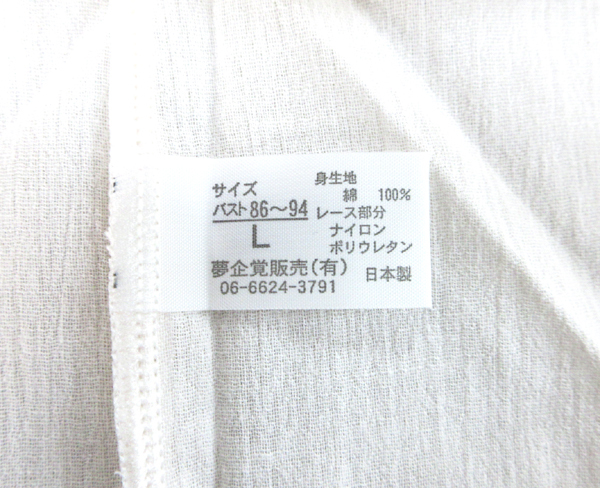 サイズ
バスト86~94
L
身生地
綿 100%
レース部分
ナイロン
ポリウレタン
夢企覚販売(有)
06-6624-3791
日本製